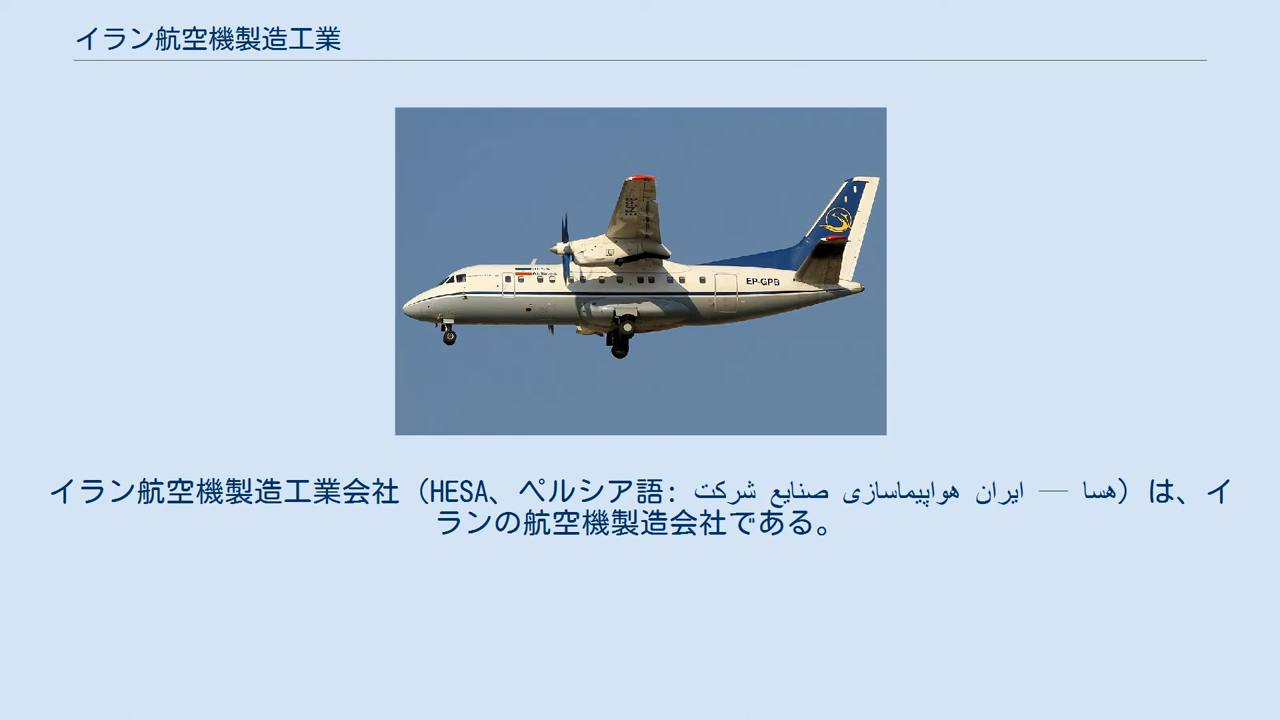 イラン航空機製造工業
EP-GPB
イラン航空機製造工業会社（HESA、ペルシア語: شرکت صنایع هواپیماسازی ایران — هسا）は、イ
ランの航空機製造会社である。